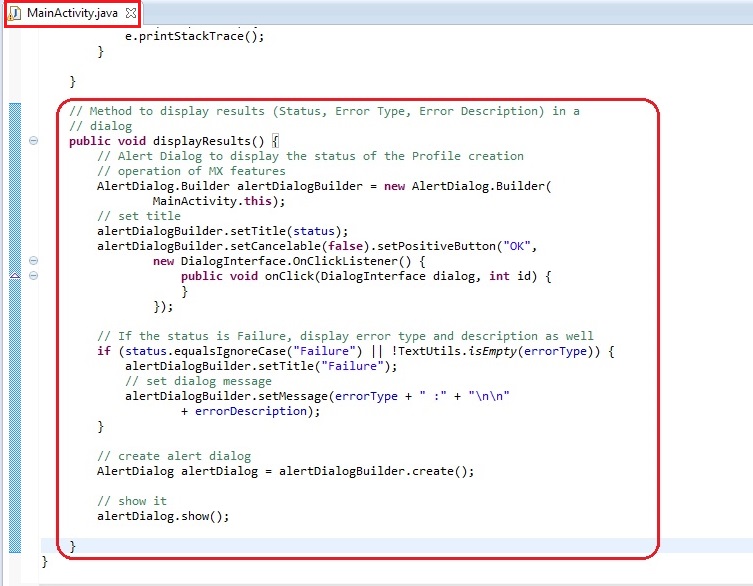 MainActivity.java
e.printStackTrace();
}
}
// Method to display results (Status, Error Type, Error Description) in a
// dialog
public void displayResults() {
// Alert Dialog to display the status of the Profile creation
// operation of MX features
AlertDialog.Builder alertDialogBuilder = new AlertDialog.Builder(
MainActivity.this);
// set title
alertDialogBuilder.setTitle(status);
alertDialogBuilder.setCancelable(false).setPositiveButton("OK",
new DialogInterface.OnClickListener() {
public void onClick(DialogInterface dialog, int id) {
}
});
// If the status is Failure, display error type and description as well
if (status.equalsIgnoreCase("Failure") || !TextUtils.isEmpty(errorType)) {
alertDialogBuilder.setTitle("Failure");
// set dialog message
alertDialogBuilder.setMessage(errorType + " :" + "\n\n"
+ errorDescription);
}
// create alert dialog
AlertDialog alertDialog = alertDialogBuilder.create();
// show it
alertDialog.show();
}
}